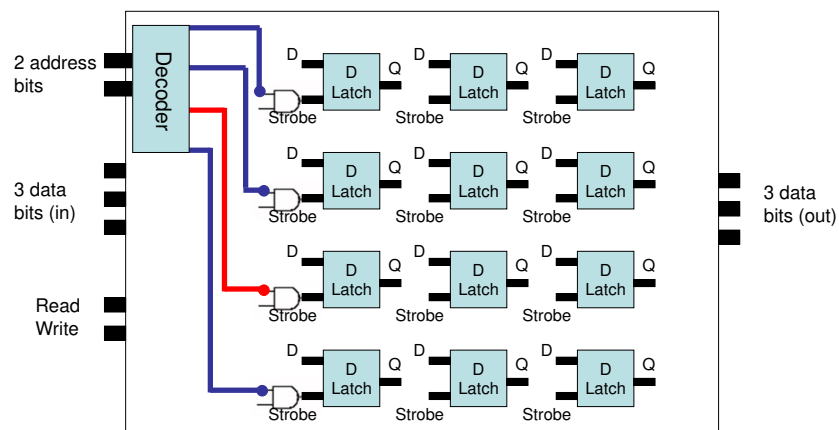 2 address
bits
Decoder
3 data
bits (in)
Read
Write
D
D
Latch
Q
D
D
Latch
Q
D
D
Latch
Q
Strobe
Strobe
Strobe
D
D
Latch
Q
D
D
Latch
Q
D
D
Latch
Q
Strobe
Strobe
Strobe
D
D
Latch
Q
D
D
Latch
Q
D
D
Latch
Q
Strobe
Strobe
Strobe
D
D
Latch
Q
D
D
Latch
Q
D
D
Latch
Q
Strobe
Strobe
Strobe
3 data
bits (out)